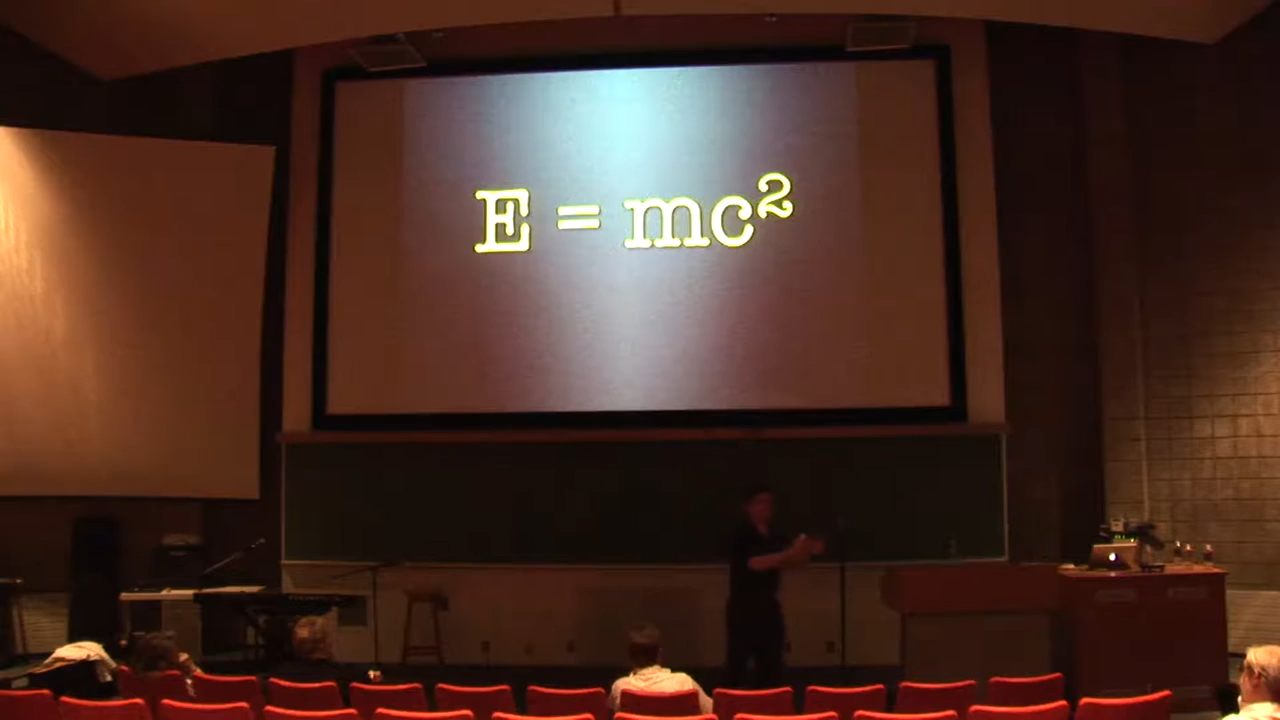 E = mc²